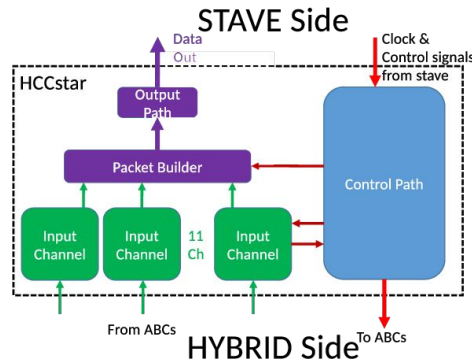 STAVE Side
Data
Out
Clock &
Control signals
from stave
HCCstar
Output
Path
Packet Builder
Control Path
Input
Channel
Input
Channel
11
Ch
Input
Channel
From ABCs
To ABCs
HYBRID Side